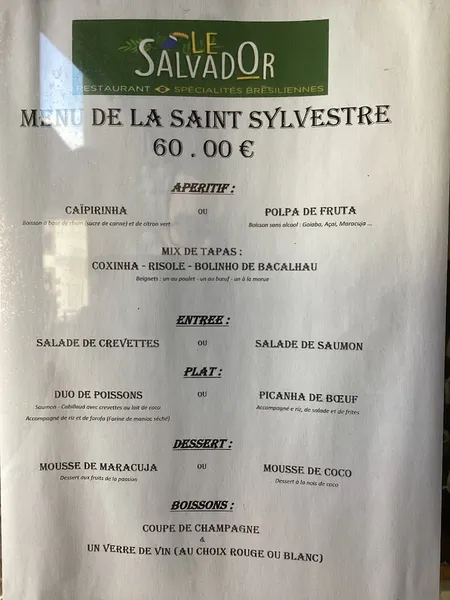 LE
SALVADOR
RESTAURANT SPÉCIALITÉS BRÉSILIENNES
MENU DE LA SAINT SYLVESTRE
60.00 €
APERITIF :
CAÏPIRINHA OU POLPA DE FRUTA
Boisson à base de rhum (sucre de canne) et de citron vert Boisson sans alcool : Goiaba, Açai, Maracuja ...
MIX DE TAPAS :
COXINHA - RISOLE - BOLINHO DE BACALHAU
Beignets : un au poulet - un au bœuf - un à la morue
ENTREE :
SALADE DE CREVETTES OU SALADE DE SAUMON
PLAT :
DUO DE POISSONS OU PICANHA DE BŒUF
Saumon - Cabillaud avec crevettes au lait de coco Accompagné e riz, de salade et de frites
Accompagné de riz et de farofa (Farine de maniac séché)
DESSERT :
MOUSSE DE MARACUJA OU MOUSSE DE COCO
Dessert aux fruits de la passion Dessert à la noix de coco
BOISSONS :
COUPE DE CHAMPAGNE
&
UN VERRE DE VIN (AU CHOIX ROUGE OU BLANC)